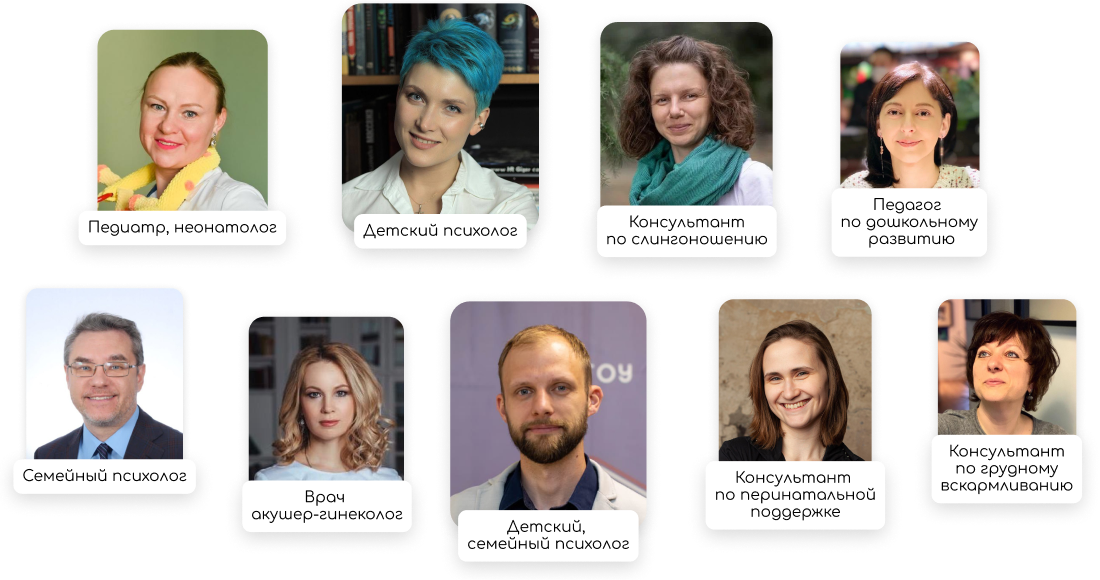 Педиатр, неонатолог
Детский психолог
Консультант
по слингоношению
Педагог
по дошкольному
развитию
Семейный психолог
Врач
акушер-гинеколог
Детский,
семейный психолог
Консультант
по перинатальной
поддержке
Консультант
по грудному
вскармливанию